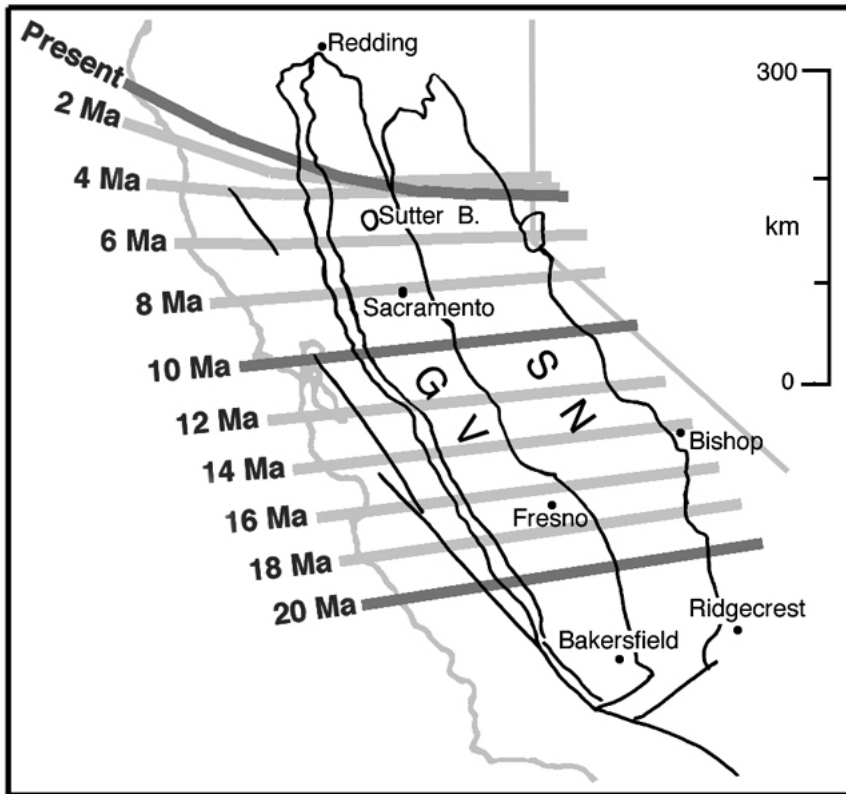 Redding
Present
300
2 Ma
4 Ma
Sutter B.
km
6 Ma
8 Ma
Sacramento
10 Ma
S
0
G
12 Ma
N
V
Bishop
14 Ma
16 Ma
Fresno
18 Ma
20 Ma
Ridgecrest
Bakersfield